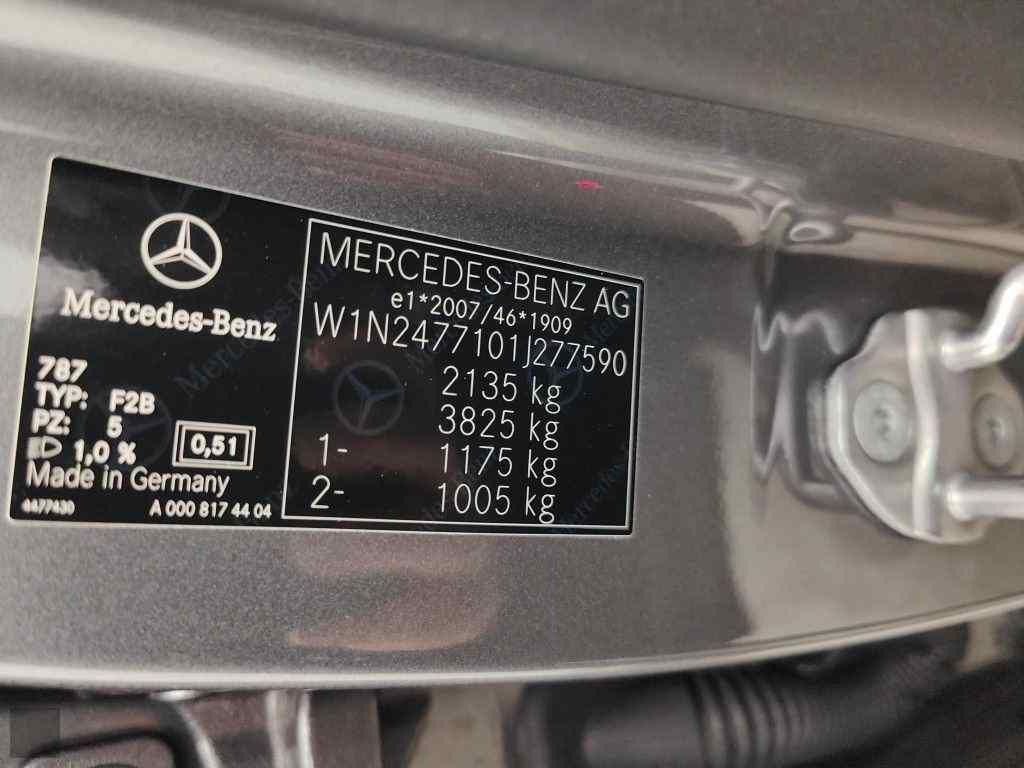 Mercedes-Benz
787
TYP: F2B
PZ: 5
1,0 %
0,51
Made in Germany
4477430
A 000 817 44 04
MERCEDES-BENZ AG
e1*2007/46*1909
W1N2477101J277590
2135 kg
3825 kg
1- 1175 kg
2- 1005 kg